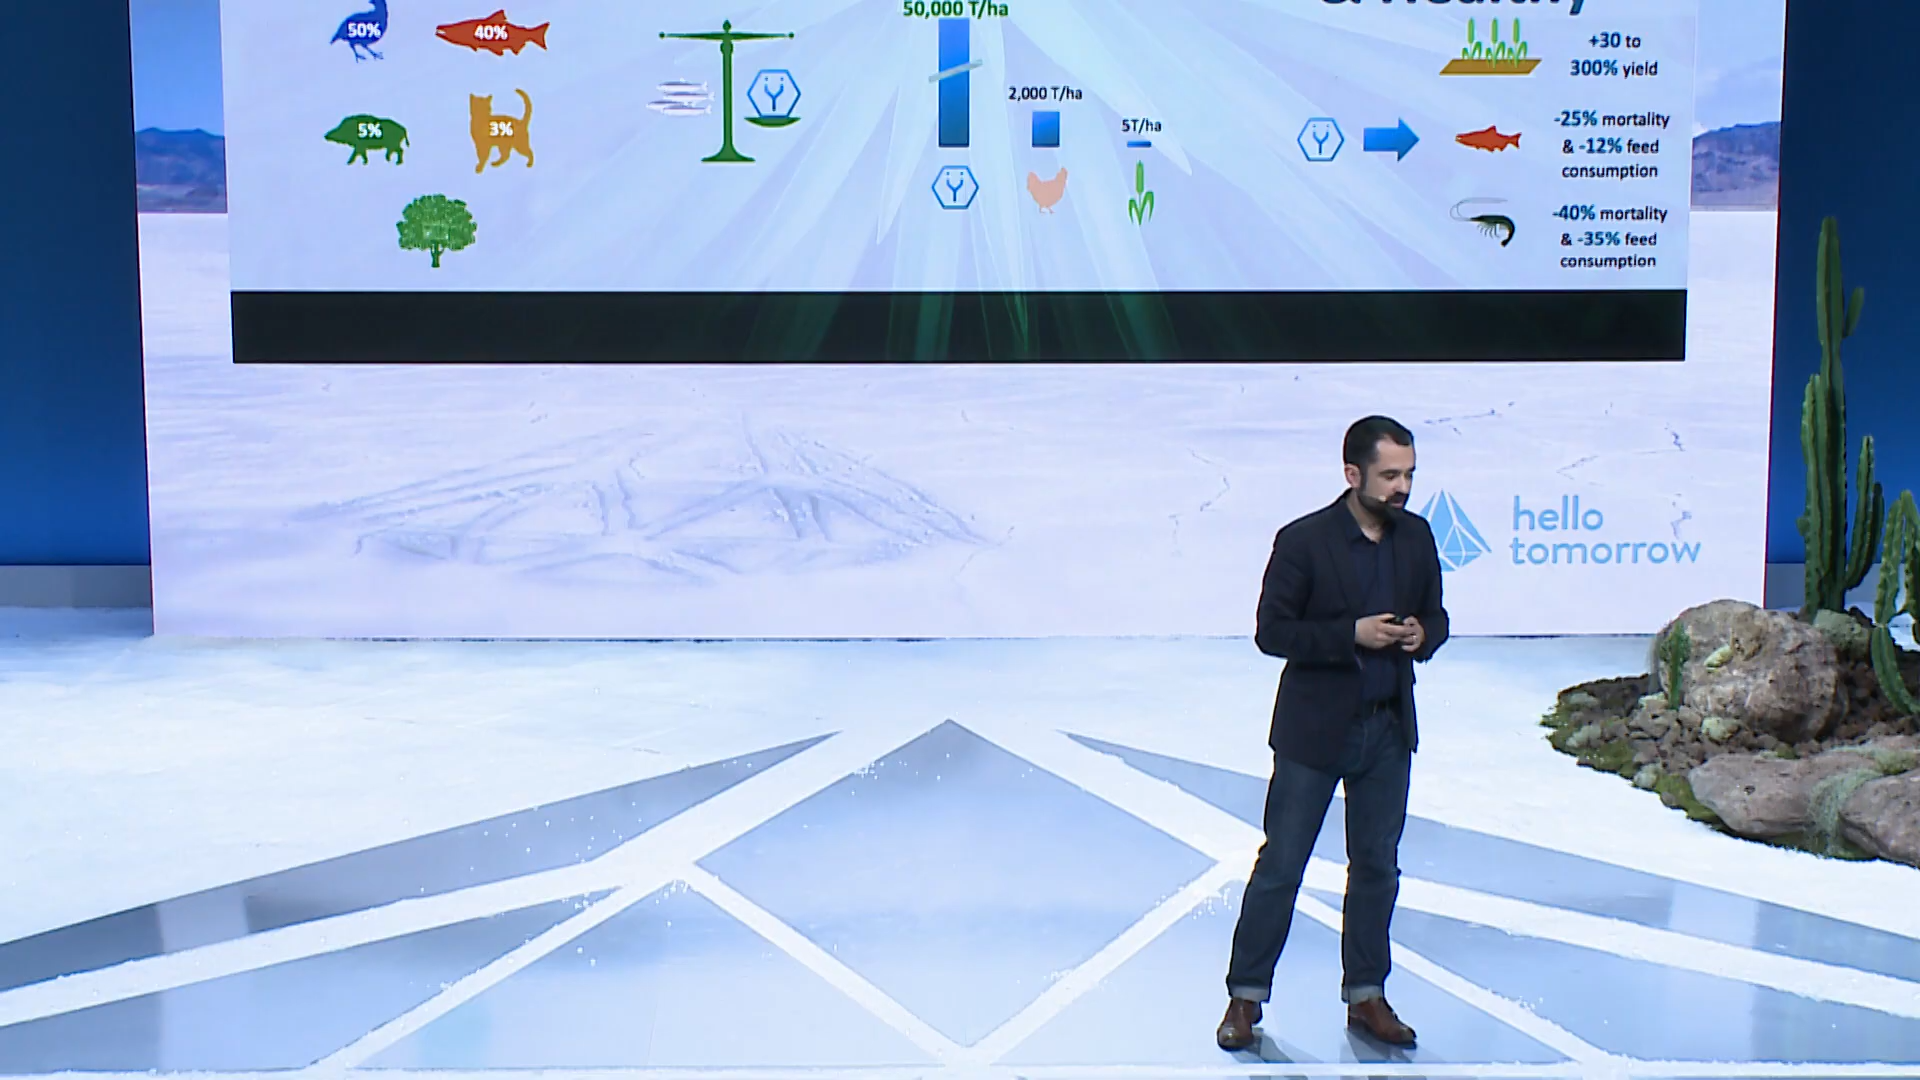 & Healthy
50%
40%
5%
3%
50,000 T/ha
2,000 T/ha
5T/ha
+30 to
300% yield
-25% mortality
& -12% feed
consumption
-40% mortality
& -35% feed
consumption
hello
tomorrow